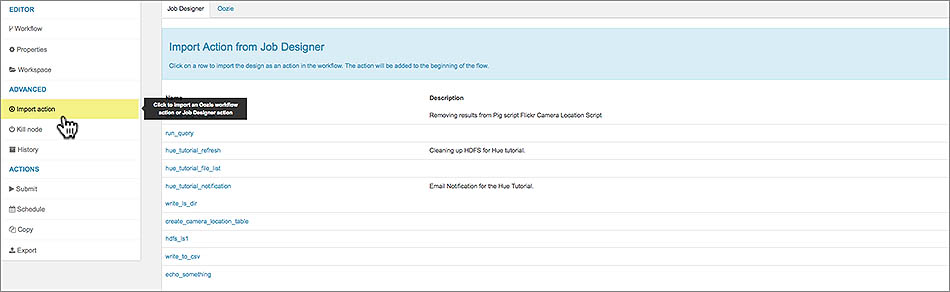 EDITOR
Workflow
Properties
Workspace
ADVANCED
Import action
Kill node
History
ACTIONS
Submit
Schedule
Copy
Export
Click to import an Oozie workflow
action or Job Designer action
Job Designer
Oozie
Import Action from Job Designer
Click on a row to import the design as an action in the workflow. The action will be added to the beginning of the flow.
Name Description
Removing results from Pig script Flickr Camera Location Script
run_query
hue_tutorial_refresh Cleaning up HDFS for Hue tutorial.
hue_tutorial_file_list
hue_tutorial_notification Email Notification for the Hue Tutorial.
write_ls_dir
create_camera_location_table
hdfs_ls1
write_to_csv
echo_something